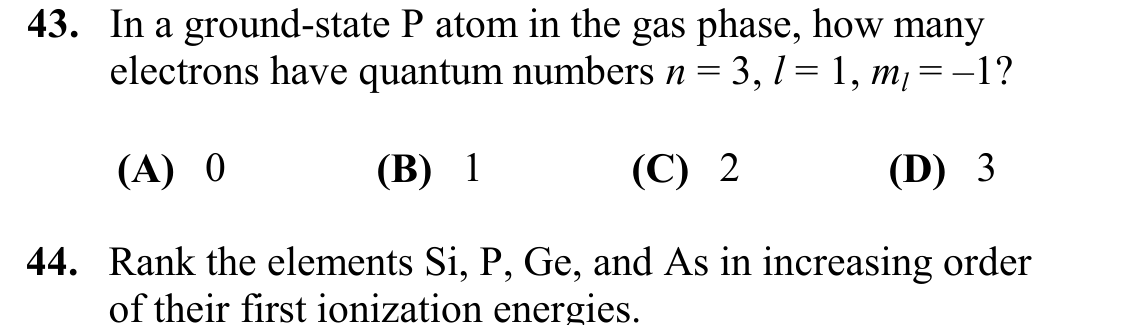 43. In a ground-state P atom in the gas phase, how many
electrons have quantum numbers n = 3, l = 1, mₗ = –1?
(A) 0 (B) 1 (C) 2 (D) 3
44. Rank the elements Si, P, Ge, and As in increasing order
of their first ionization energies.